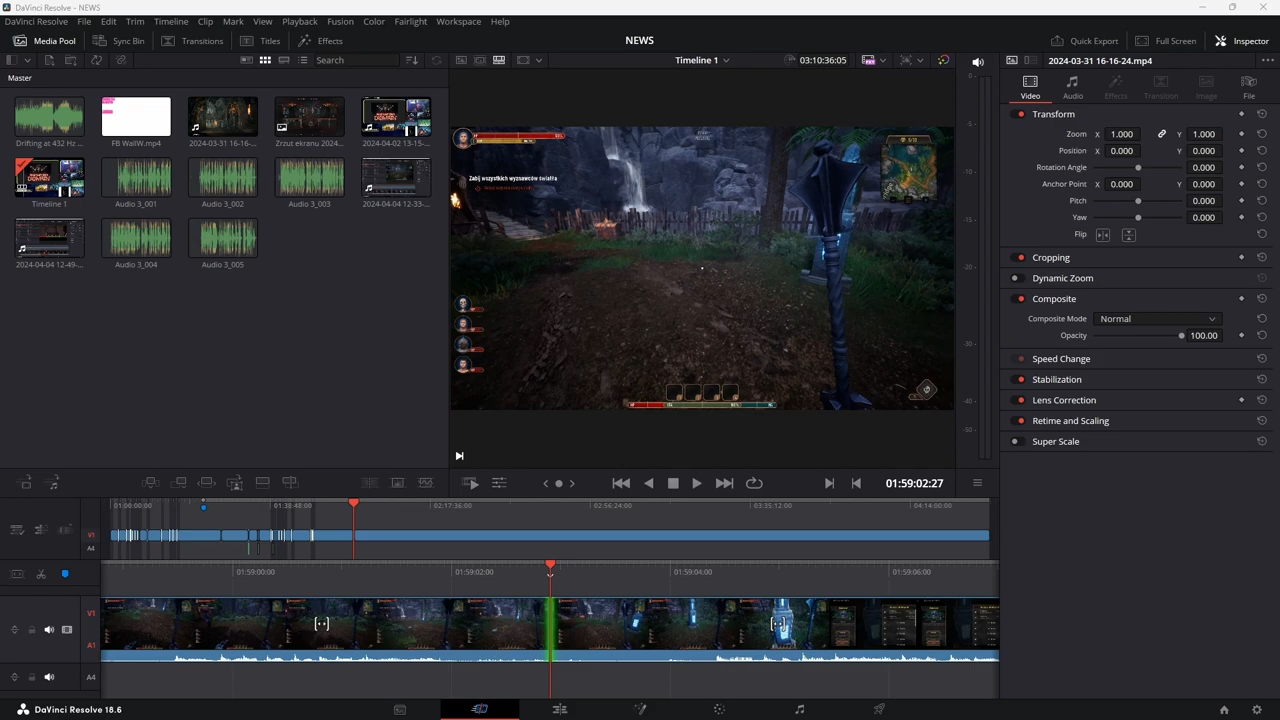 DaVinci Resolve - NEWS
DaVinci Resolve File Edit Trim Timeline Clip Mark View Playback Fusion Color Fairlight Workspace Help
Media Pool Sync Bin Transitions Titles Effects NEWS Quick Export Full Screen Inspector
Search Timeline 1 03:10:36:05 2024-03-31 16-16-24.mp4
Master
Video Audio Effects Transition Image File
Drifting at 432 Hz ... FB WallW.mp4 2024-03-31 16-16-... Zrzut ekranu 2024... 2024-04-02 13-15-...
Timeline 1 Audio 3_001 Audio 3_002 Audio 3_003 2024-04-04 12-33-...
2024-04-04 12-49-... Audio 3_004 Audio 3_005
Zabij wszystkich wyznawców światła
0
-5
-10
-15
-20
-30
-40
-50
Transform
Zoom X 1.000 Y 1.000
Position X 0.000 Y 0.000
Rotation Angle 0.000
Anchor Point X 0.000 Y 0.000
Pitch 0.000
Yaw 0.000
Flip
Cropping
Dynamic Zoom
Composite
Composite Mode Normal
Opacity 100.00
Speed Change
Stabilization
Lens Correction
Retime and Scaling
Super Scale
01:59:02:27
01:00:00:00 01:38:48:00 02:17:36:00 02:56:24:00 03:35:12:00 04:14:00:00
V1
A4
01:59:00:00 01:59:02:00 01:59:04:00 01:59:06:00
V1
A1
A4
DaVinci Resolve 18.6